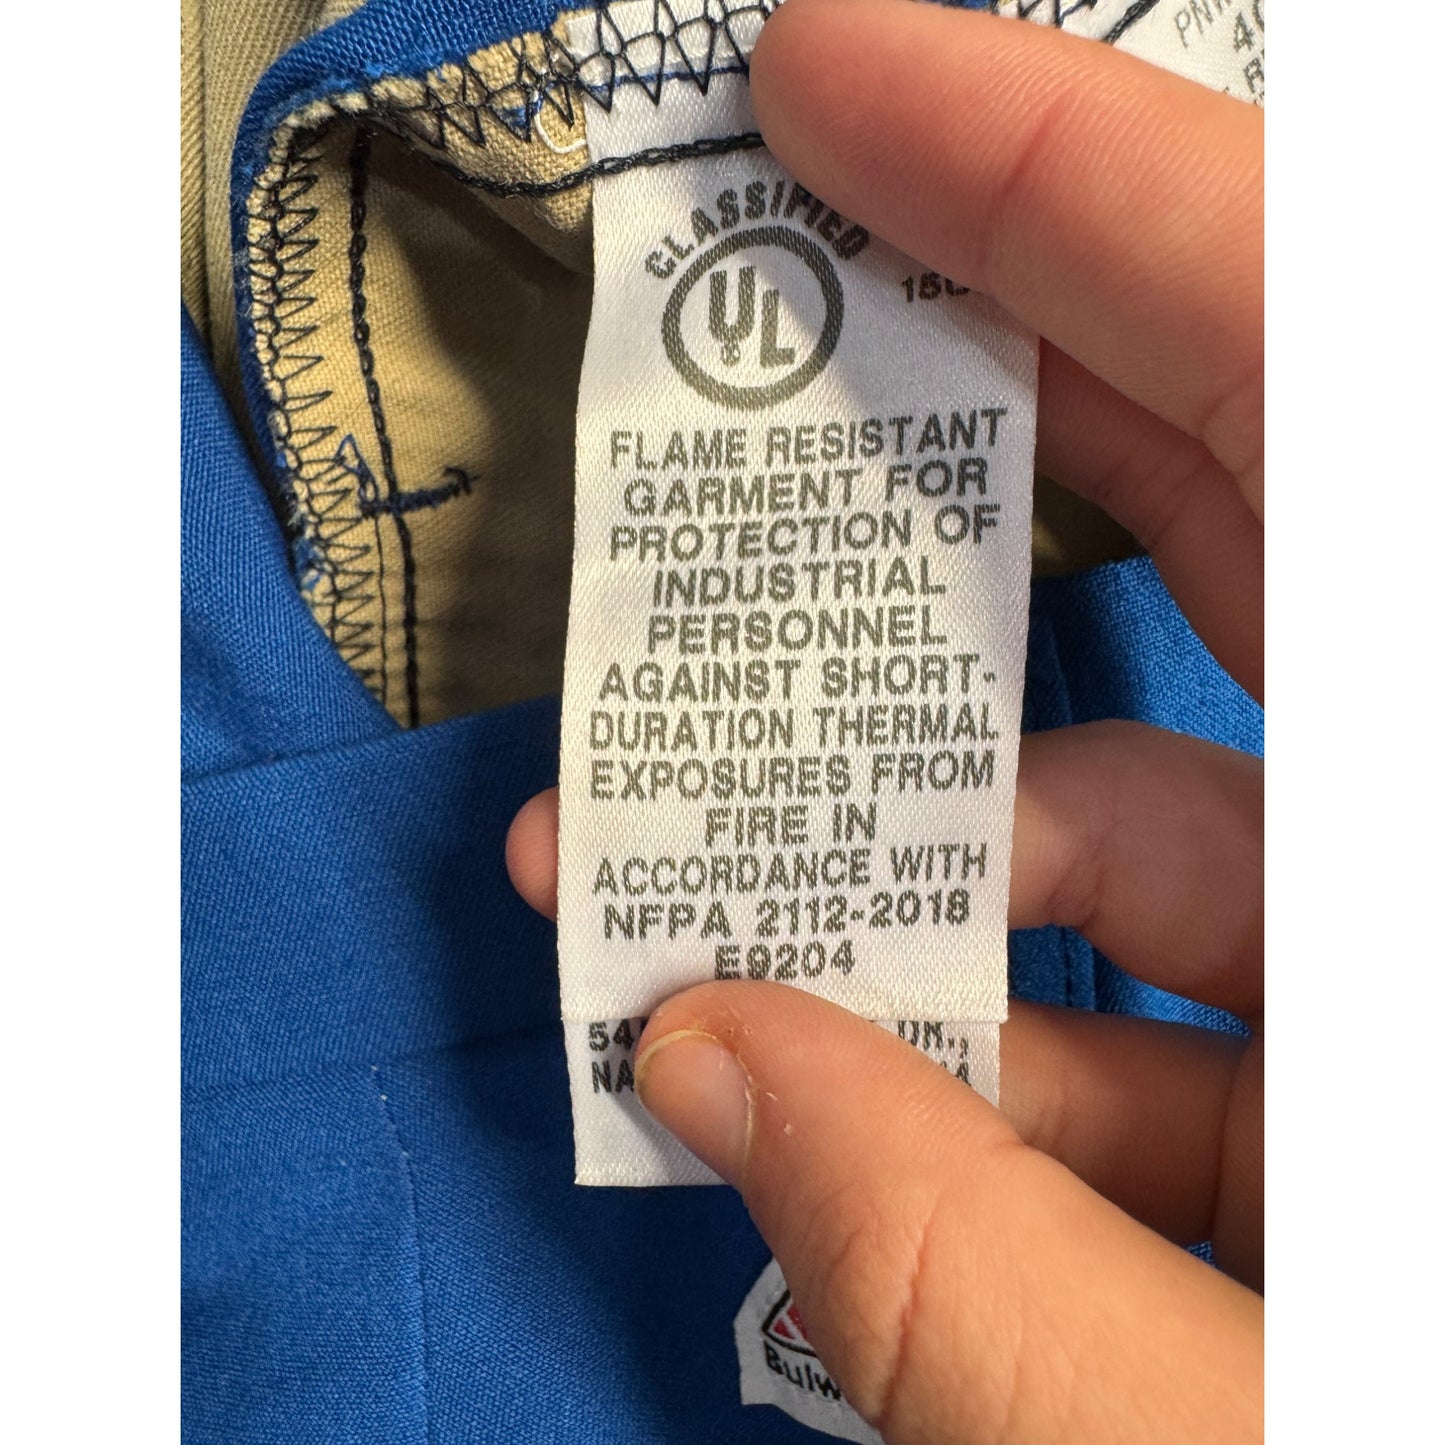 CLASSIFIED
UL
FLAME RESISTANT
GARMENT FOR
PROTECTION OF
INDUSTRIAL
PERSONNEL
AGAINST SHORT-
DURATION THERMAL
EXPOSURES FROM
FIRE IN
ACCORDANCE WITH
NFPA 2112-2018
E9204
DR.,